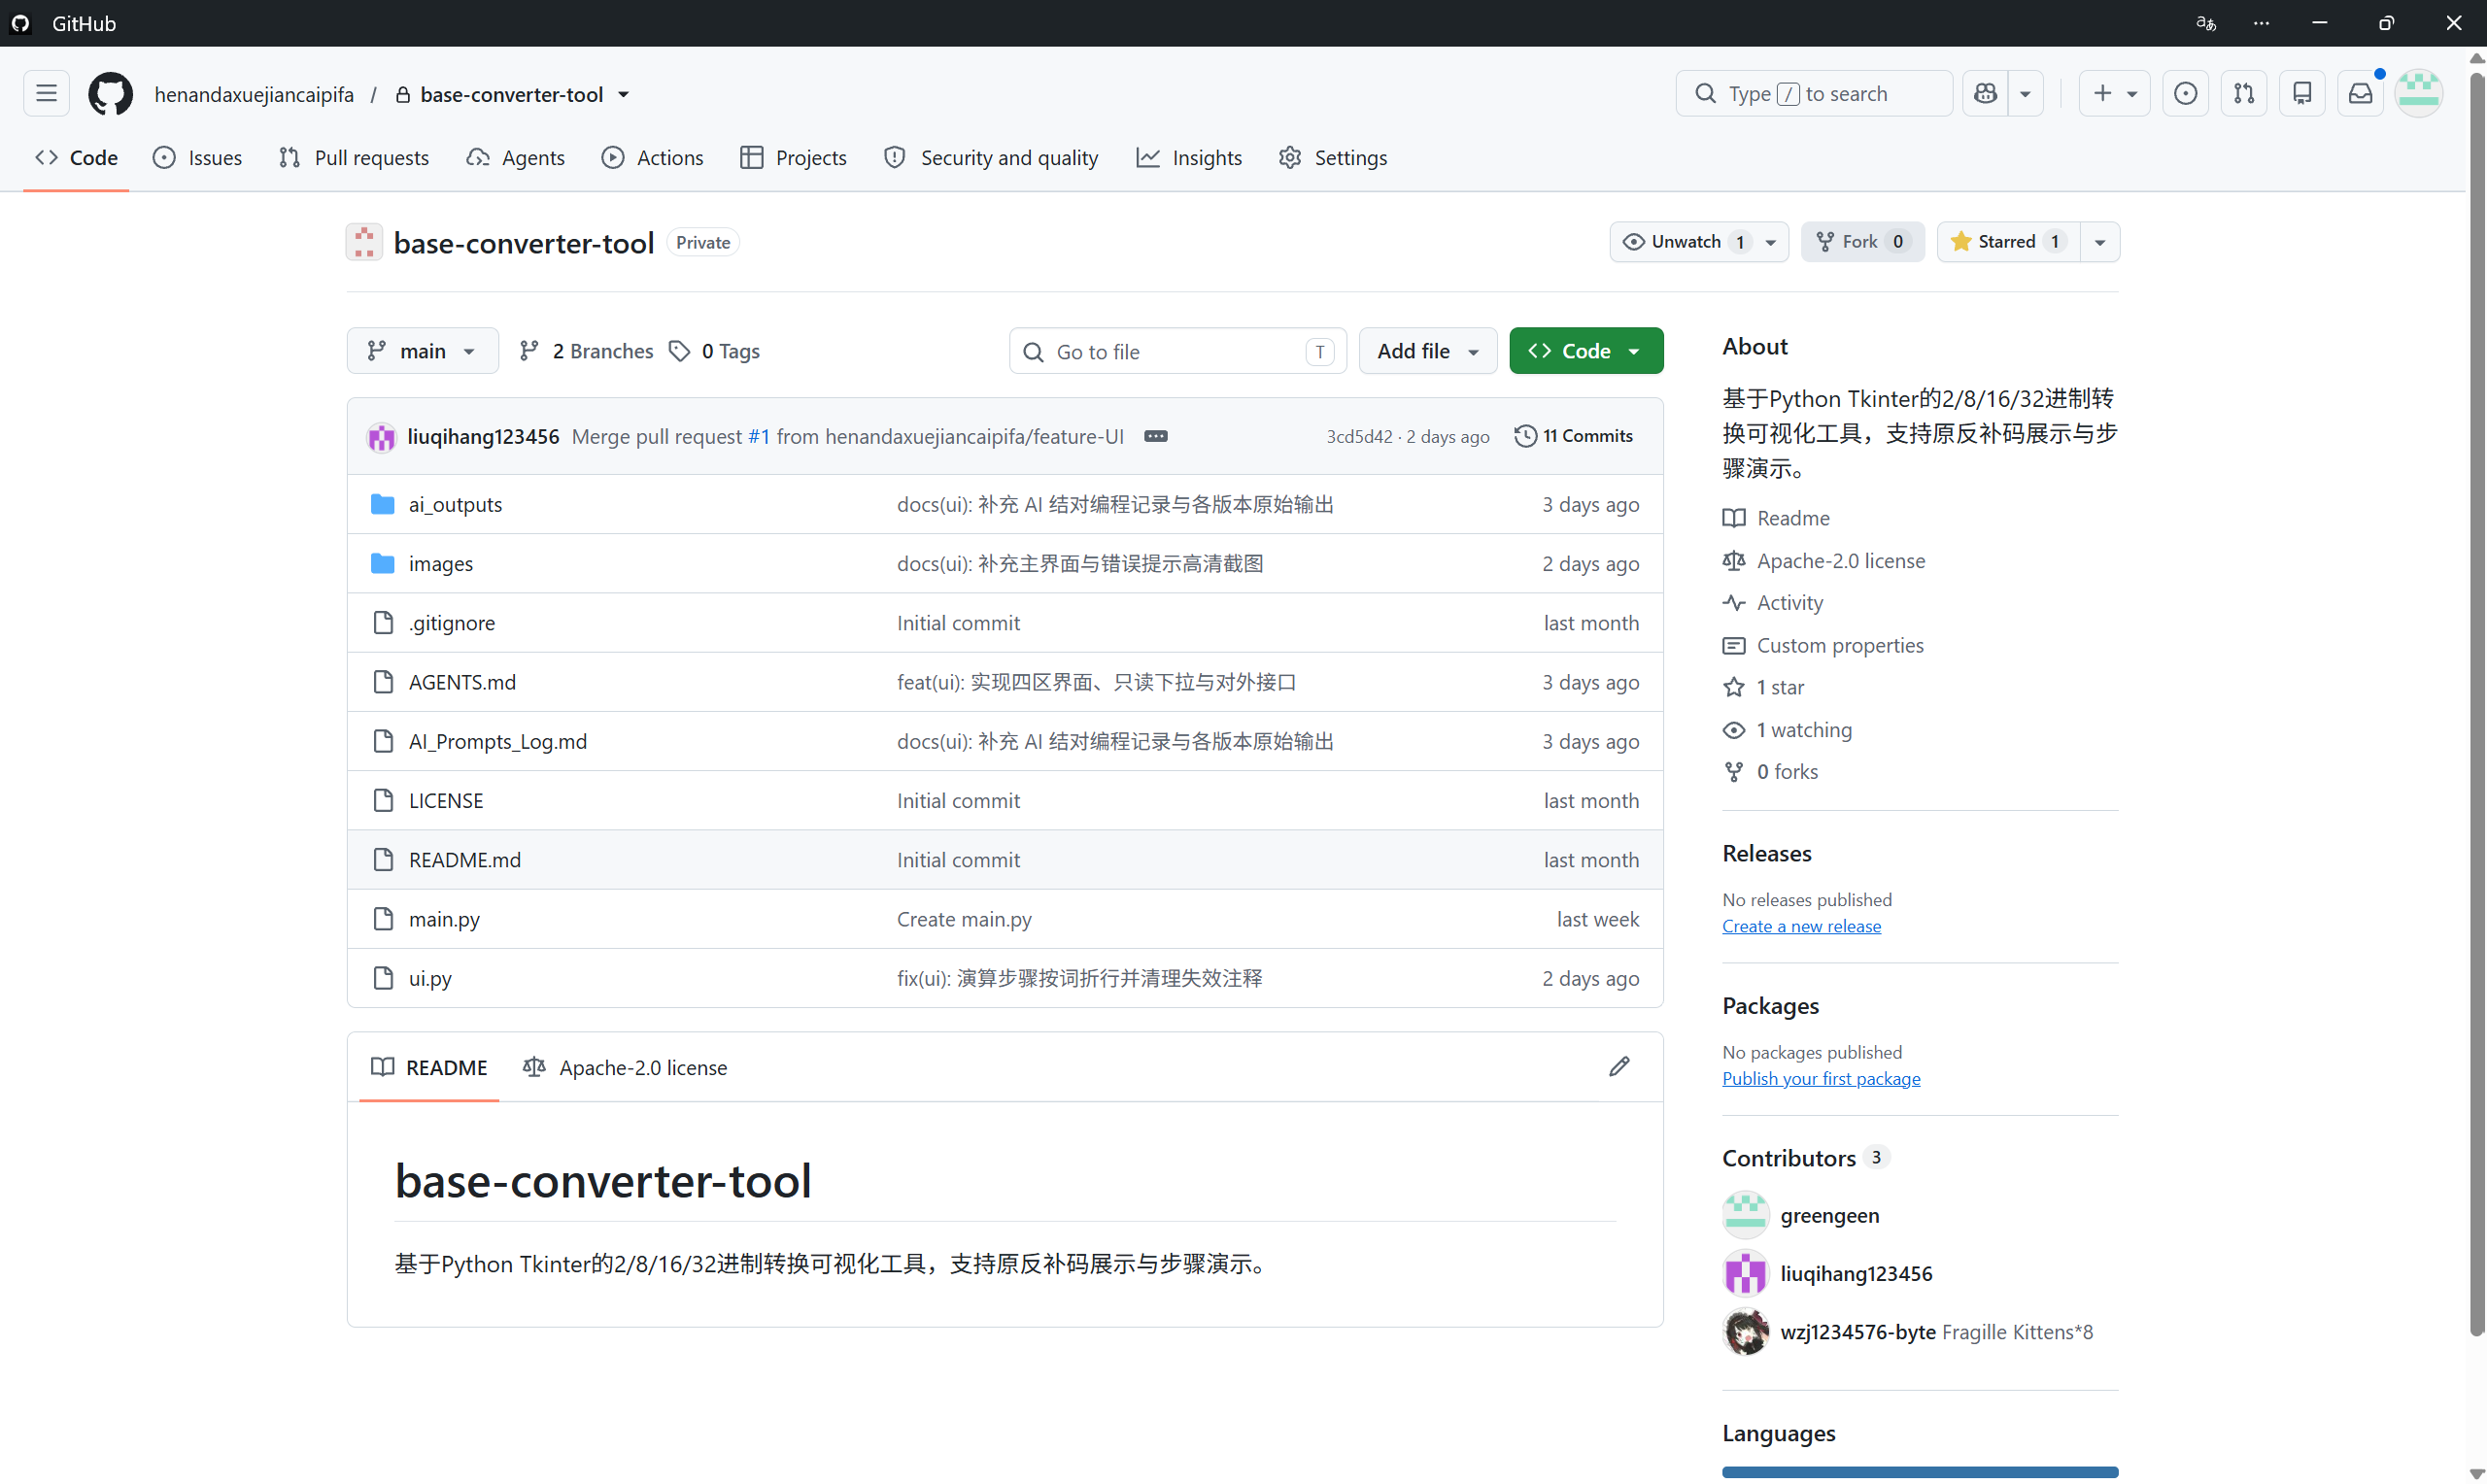 GitHub
henandaxuejiancaipifa / base-converter-tool
Type / to search
Code
Issues
Pull requests
Agents
Actions
Projects
Security and quality
Insights
Settings
base-converter-tool Private
Unwatch 1
Fork 0
Starred 1
main
2 Branches
0 Tags
Go to file T
Add file
Code
liuqihang123456 Merge pull request #1 from henandaxuejiancaipifa/feature-UI
3cd5d42 · 2 days ago
11 Commits
ai_outputs docs(ui): 补充 AI 结对编程记录与各版本原始输出 3 days ago
images docs(ui): 补充主界面与错误提示高清截图 2 days ago
.gitignore Initial commit last month
AGENTS.md feat(ui): 实现四区界面、只读下拉与对外接口 3 days ago
AI_Prompts_Log.md docs(ui): 补充 AI 结对编程记录与各版本原始输出 3 days ago
LICENSE Initial commit last month
README.md Initial commit last month
main.py Create main.py last week
ui.py fix(ui): 演算步骤按词折行并清理失效注释 2 days ago
README
Apache-2.0 license
base-converter-tool
基于Python Tkinter的2/8/16/32进制转换可视化工具，支持原反补码展示与步骤演示。
About
基于Python Tkinter的2/8/16/32进制转
换可视化工具，支持原反补码展示与步
骤演示。
Readme
Apache-2.0 license
Activity
Custom properties
1 star
1 watching
0 forks
Releases
No releases published
Create a new release
Packages
No packages published
Publish your first package
Contributors 3
greengeen
liuqihang123456
wzj1234576-byte Fragille Kittens*8
Languages